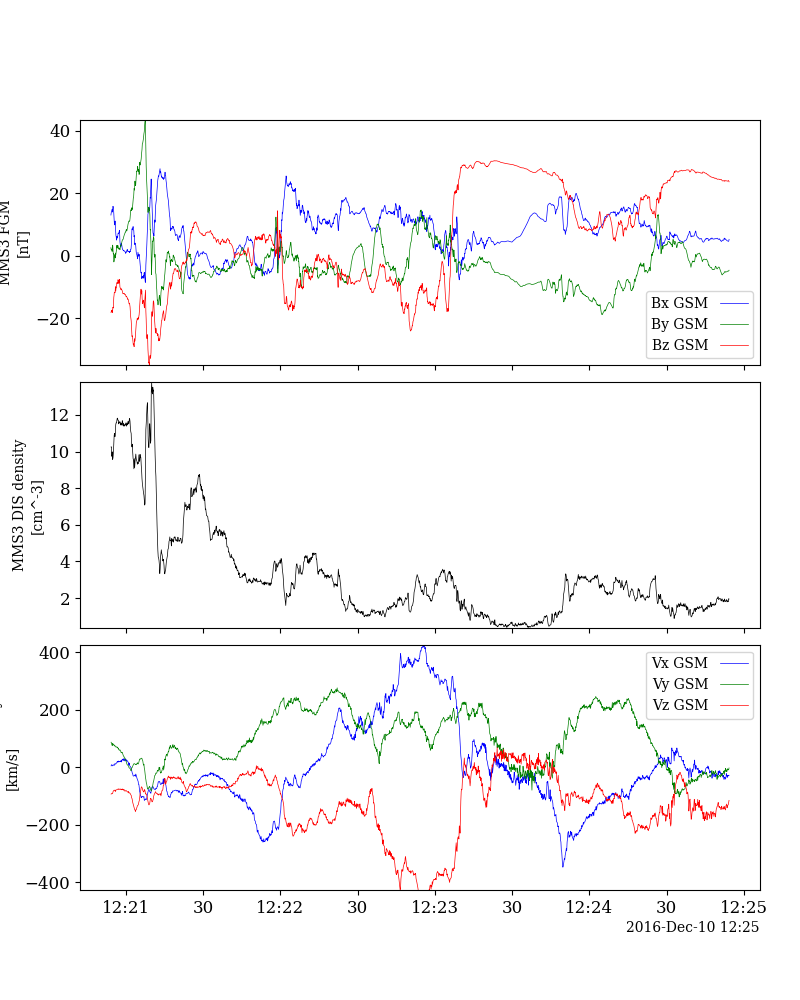 40
20
0
−20
MMS3 FGM
[nT]
Bx GSM
By GSM
Bz GSM
12
10
8
6
4
2
MMS3 DIS density
[cm^-3]
400
200
0
−200
−400
[km/s]
Vx GSM
Vy GSM
Vz GSM
12:21 30 12:22 30 12:23 30 12:24 30 12:25
2016-Dec-10 12:25